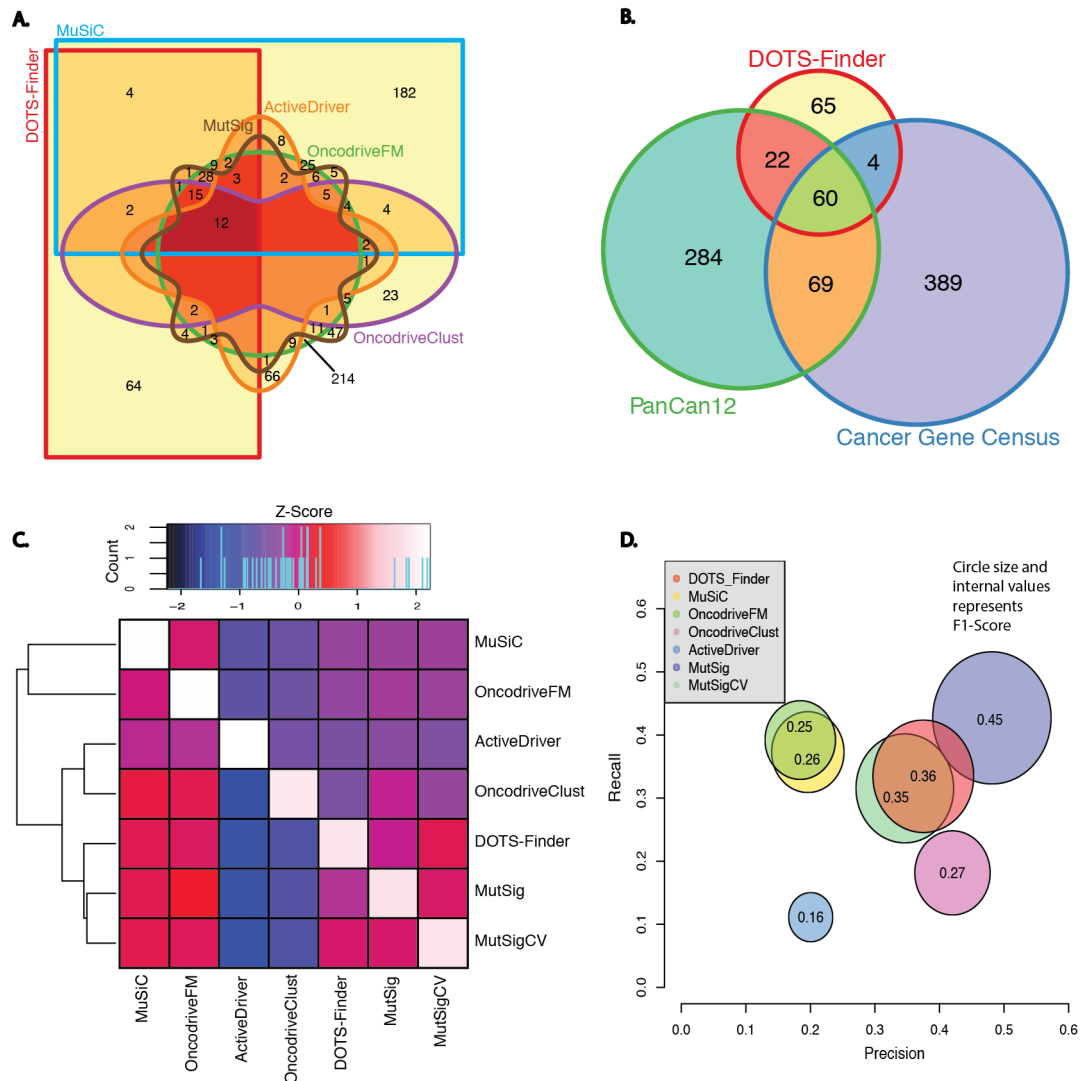 A.
MuSiC
DOTS-Finder
4
182
ActiveDriver
MutSig
8
OncodriveFM
9
2
25
1
28
3
2
6
5
1
15
5
4
2
12
4
2
1
23
5
2
1
4
1
3
11
47
9
OncodriveClust
1
66
214
64
B.
DOTS-Finder
65
22
4
60
284
69
389
PanCan12
Cancer Gene Census
C.
Z-Score
Count
0
1
2
−2
−1
0
1
2
MuSiC
OncodriveFM
ActiveDriver
OncodriveClust
DOTS-Finder
MutSig
MutSigCV
MuSiC
OncodriveFM
ActiveDriver
OncodriveClust
DOTS-Finder
MutSig
MutSigCV
D.
DOTS_Finder
MuSiC
OncodriveFM
OncodriveClust
ActiveDriver
MutSig
MutSigCV
Circle size and
internal values
represents
F1-Score
Recall
0.6
0.5
0.4
0.3
0.2
0.1
0.0
0.25
0.26
0.45
0.36
0.35
0.27
0.16
0.0
0.1
0.2
0.3
0.4
0.5
0.6
Precision